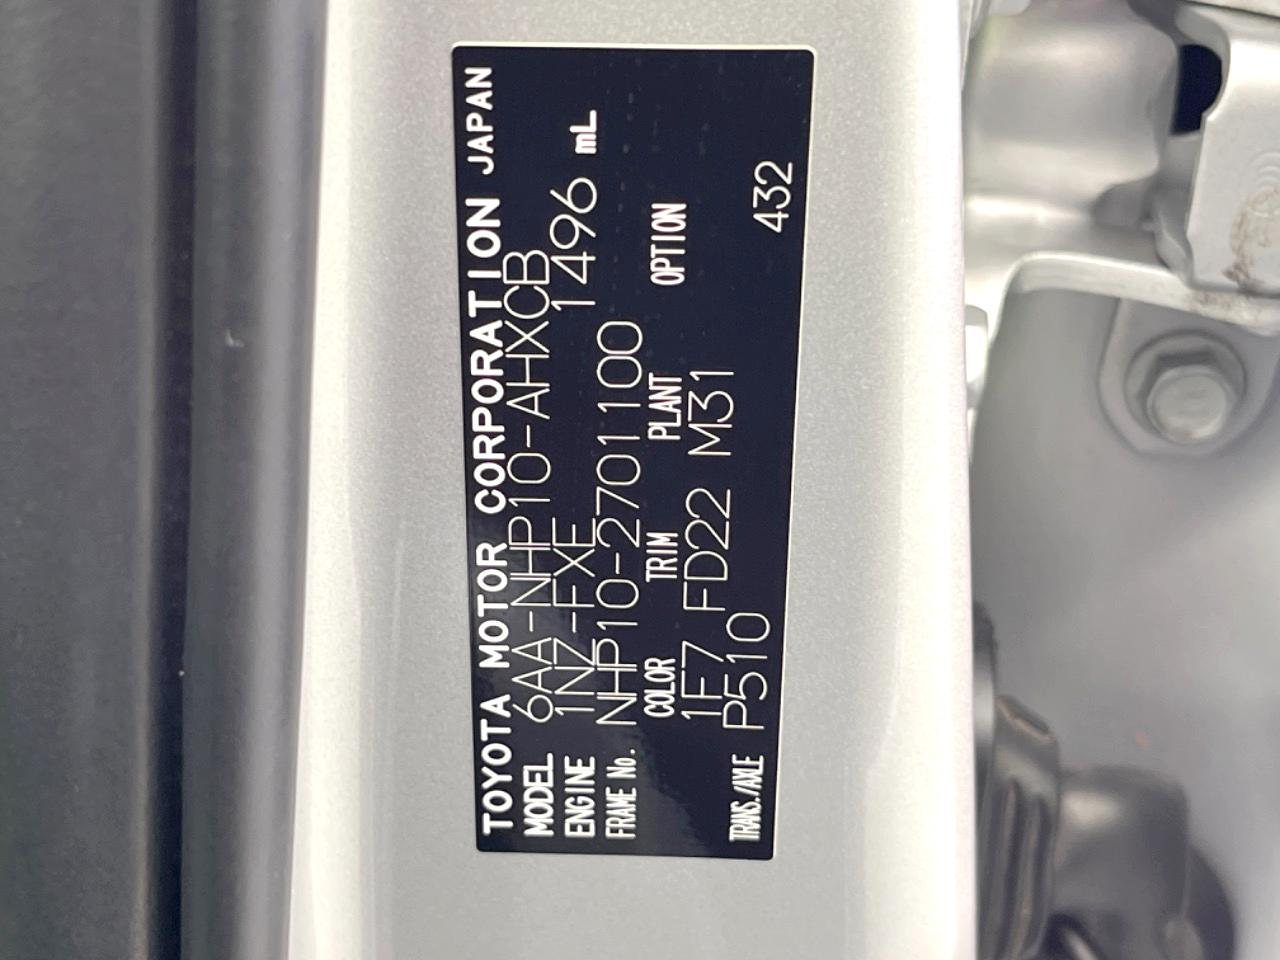 TOYOTA MOTOR CORPORATION JAPAN
MODEL 6AA-NHP10-AHXCB
ENGINE 1NZ-FXE 1496 mL
FRAME No. NHP10-2701100
COLOR TRIM PLANT OPTION
1F7 FD22 M31
TRANS./AXLE P510 432